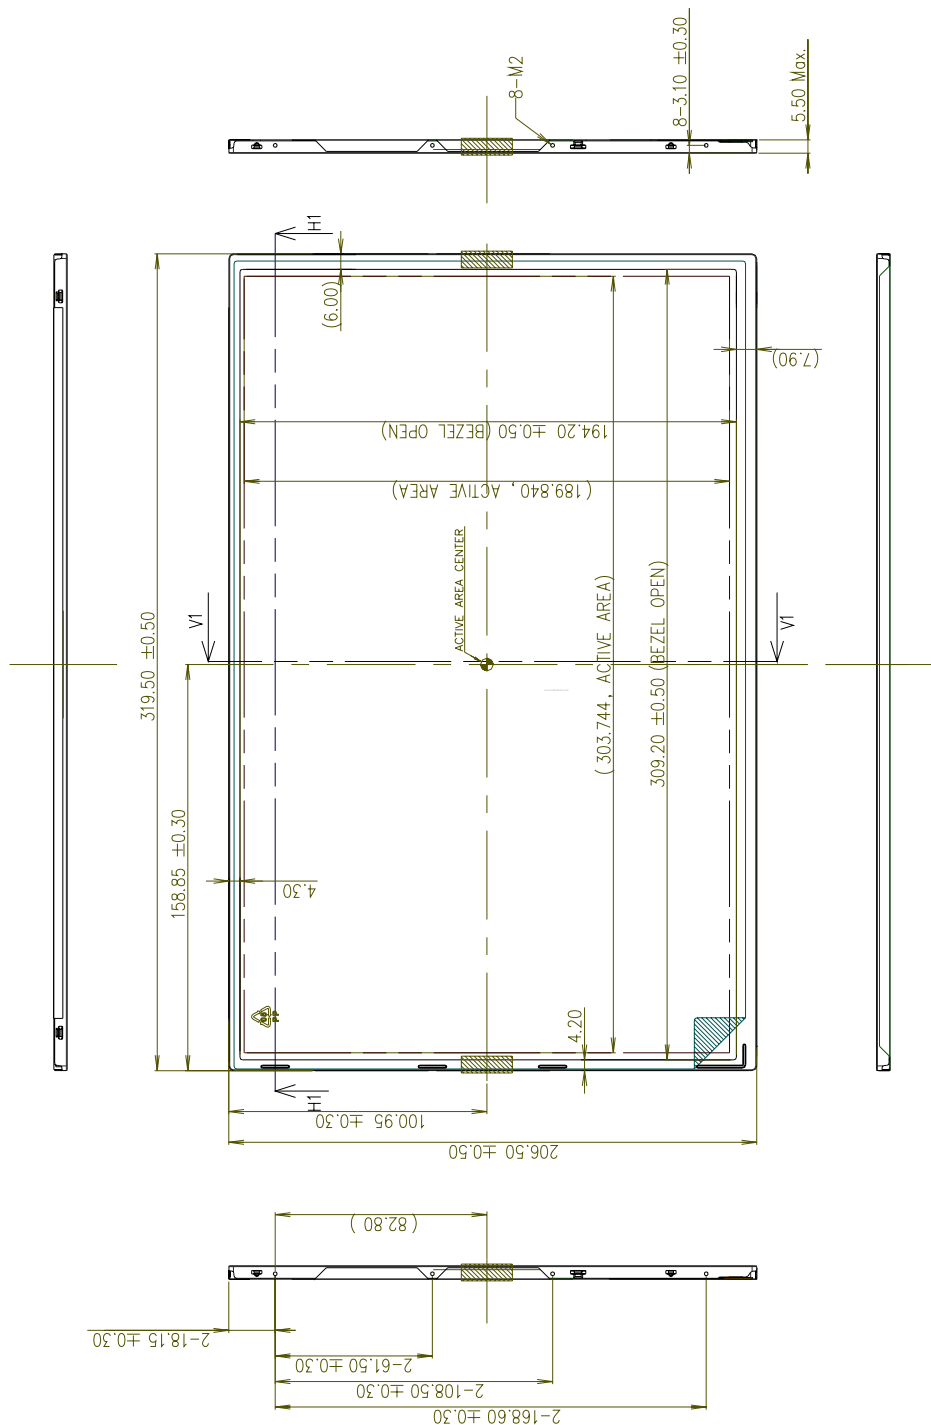 8-M2
8-3.10 ±0.30
5.50 Max.
H1
(6.00)
(7.90)
194.20 ±0.50 (BEZEL OPEN)
(189.840, ACTIVE AREA)
ACTIVE AREA CENTER
V1
V1
319.50 ±0.50
(303.744, ACTIVE AREA)
309.20 ±0.50 (BEZEL OPEN)
158.85 ±0.30
4.30
PP
4.20
H1
100.95 ±0.30
206.50 ±0.50
(82.80)
2-18.15 ±0.30
2-61.50 ±0.30
2-108.50 ±0.30
2-168.60 ±0.30